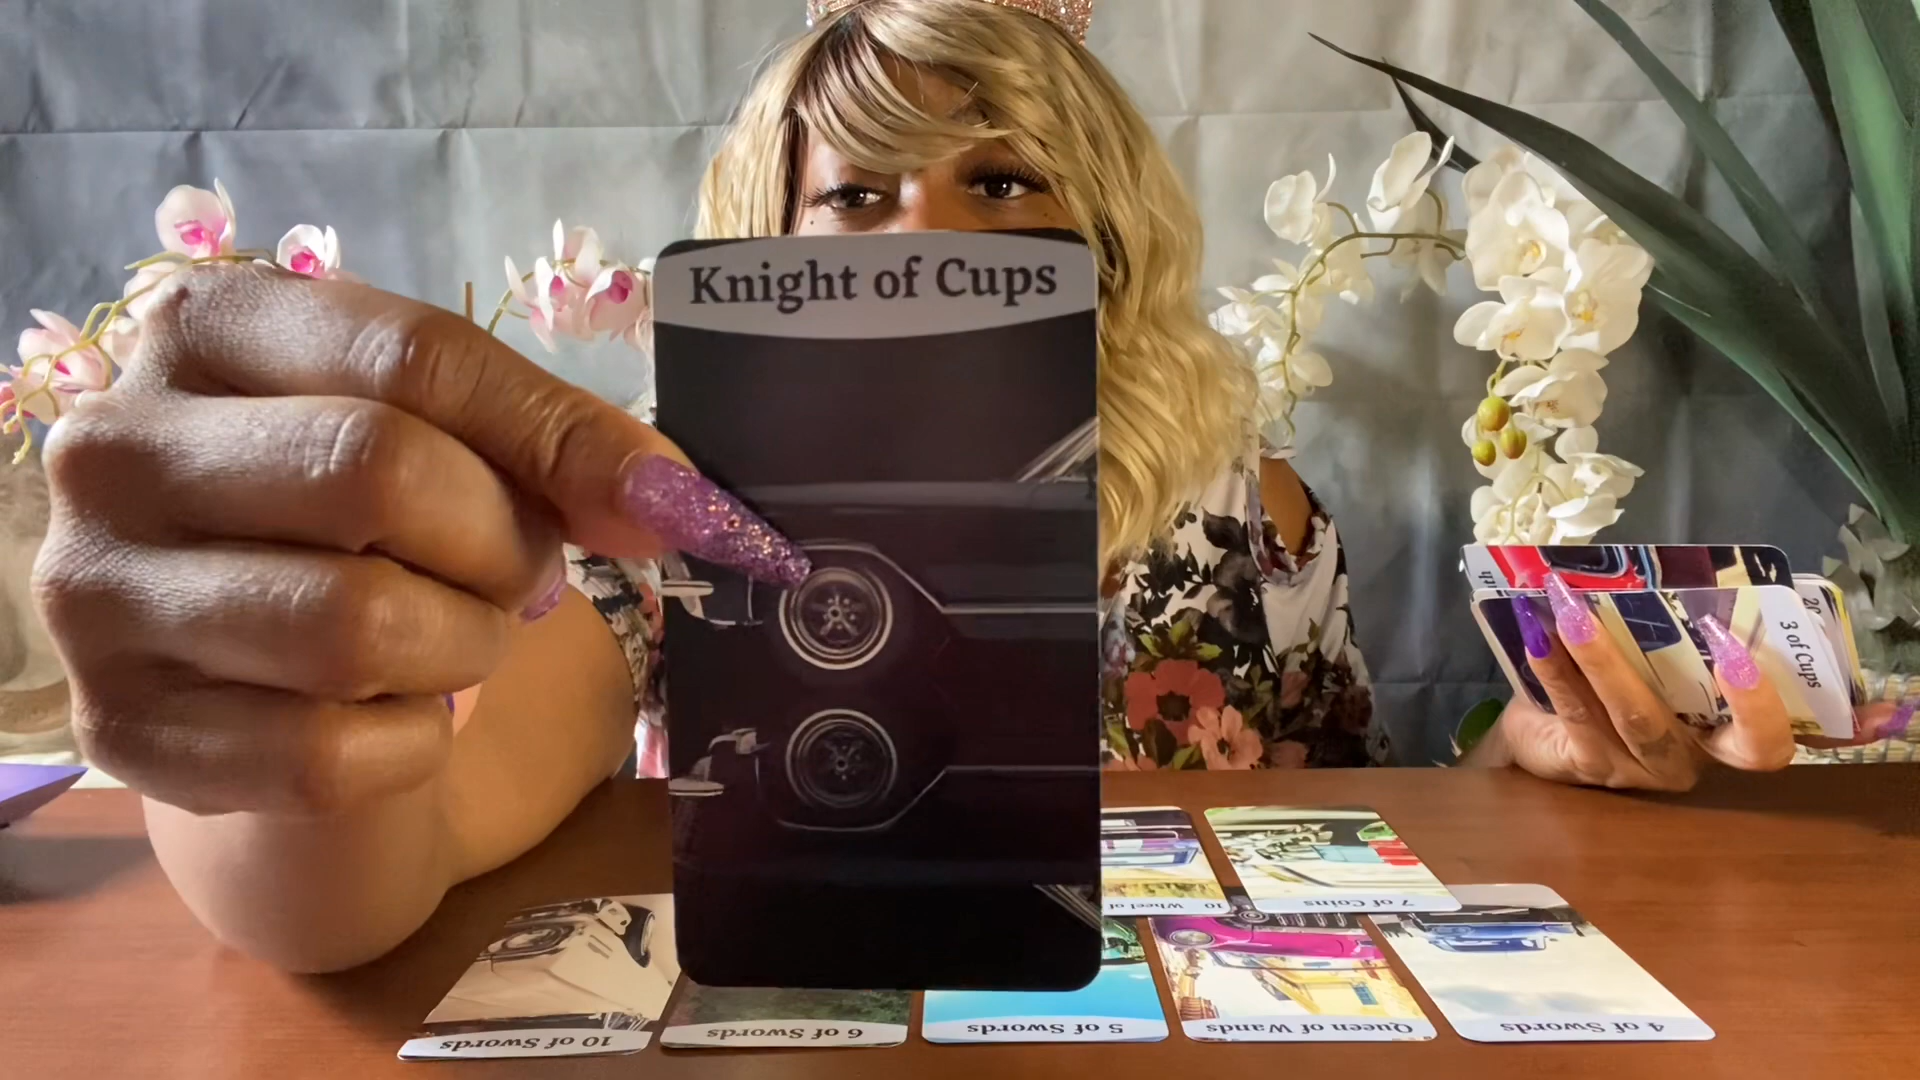 Knight of Cups
3 of Cups
10 Wheel of
7 of Coins
10 of Swords
6 of Swords
5 of Swords
Queen of Wands
4 of Swords